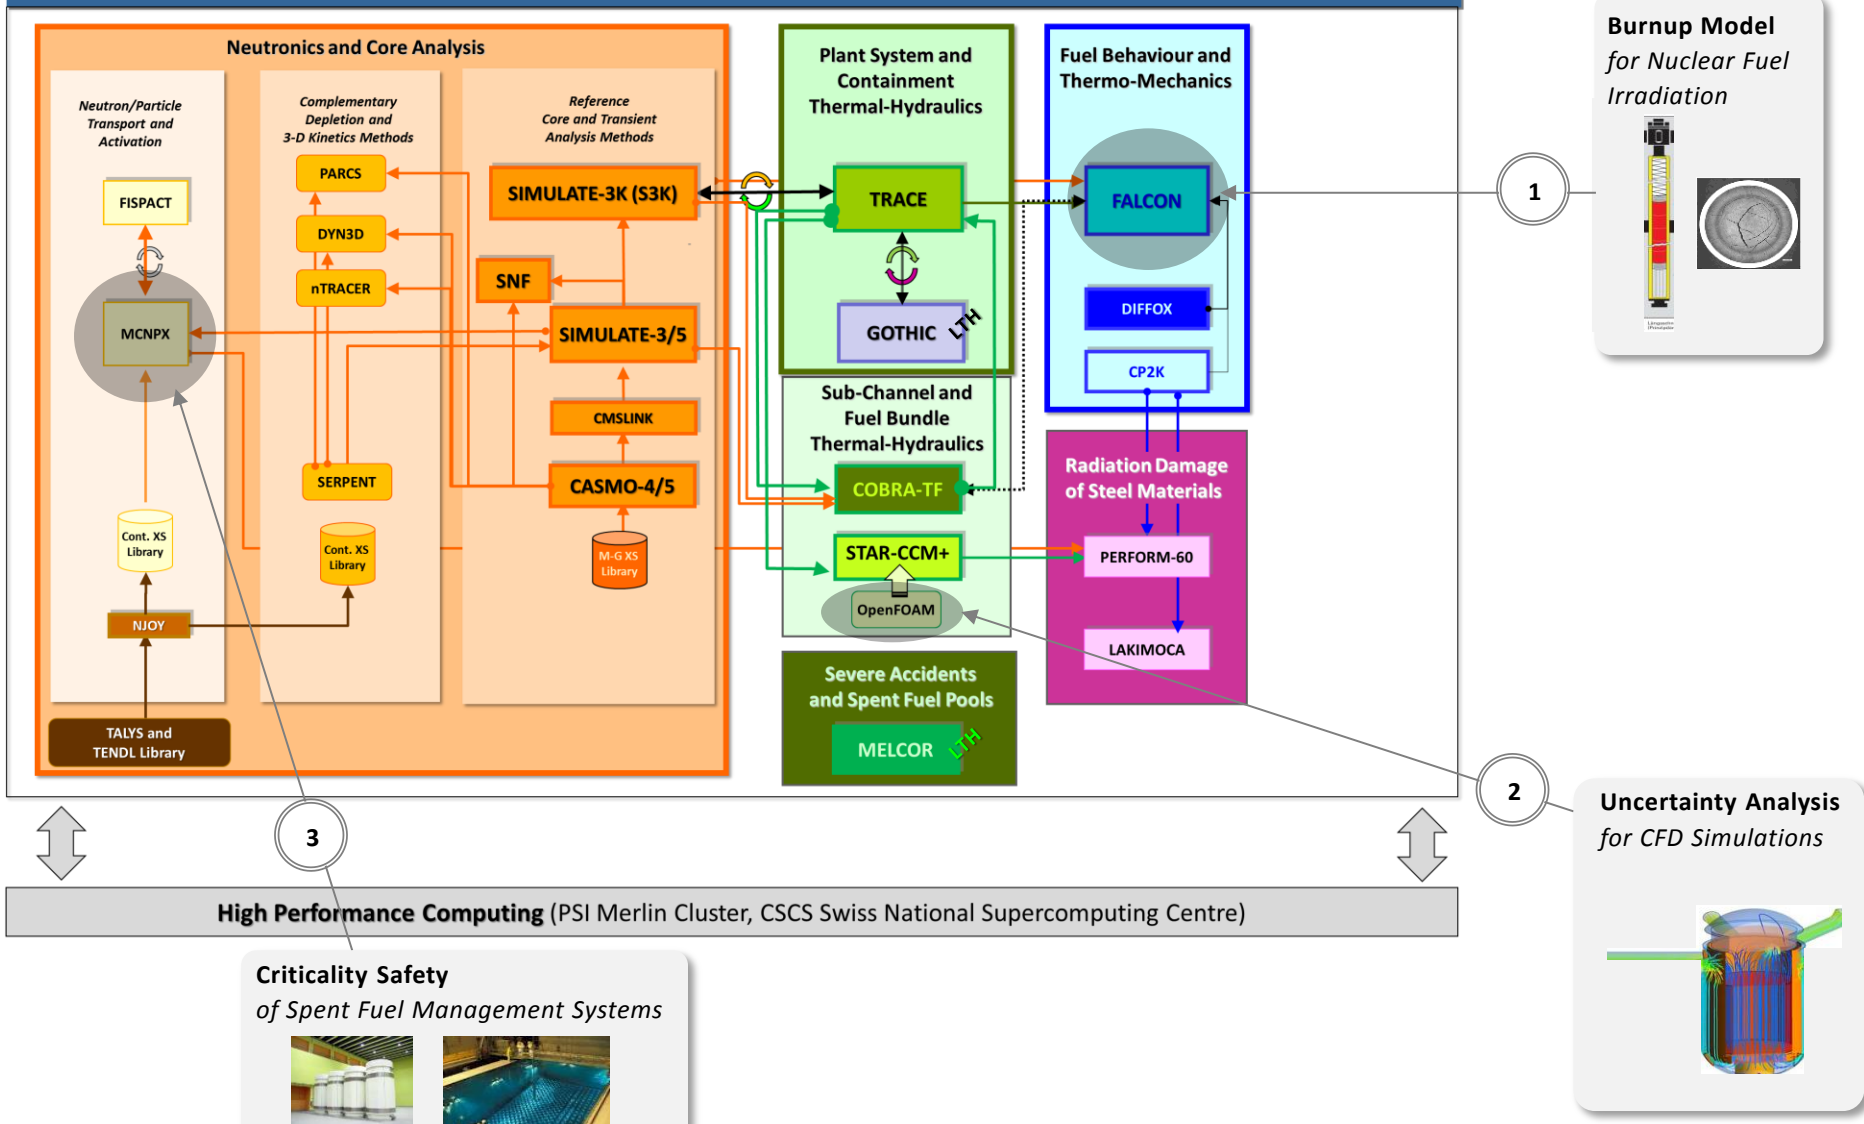 Neutronics and Core Analysis
Neutron/Particle
Transport and
Activation
FISPACT
MCNPX
Cont. XS
Library
NJOY
TALYS and
TENDL Library
Complementary
Depletion and
3-D Kinetics Methods
PARCS
DYN3D
nTRACER
SERPENT
Cont. XS
Library
Reference
Core and Transient
Analysis Methods
SIMULATE-3K (S3K)
SNF
SIMULATE-3/5
CMSLINK
CASMO-4/5
M-G XS
Library
Plant System and
Containment
Thermal-Hydraulics
TRACE
GOTHIC
LTH
Sub-Channel and
Fuel Bundle
Thermal-Hydraulics
COBRA-TF
STAR-CCM+
OpenFOAM
Severe Accidents
and Spent Fuel Pools
MELCOR
LTH
Fuel Behaviour and
Thermo-Mechanics
FALCON
DIFFOX
CP2K
Radiation Damage
of Steel Materials
PERFORM-60
LAKIMOCA
1
Burnup Model
for Nuclear Fuel
Irradiation
2
Uncertainty Analysis
for CFD Simulations
3
High Performance Computing (PSI Merlin Cluster, CSCS Swiss National Supercomputing Centre)
Criticality Safety
of Spent Fuel Management Systems